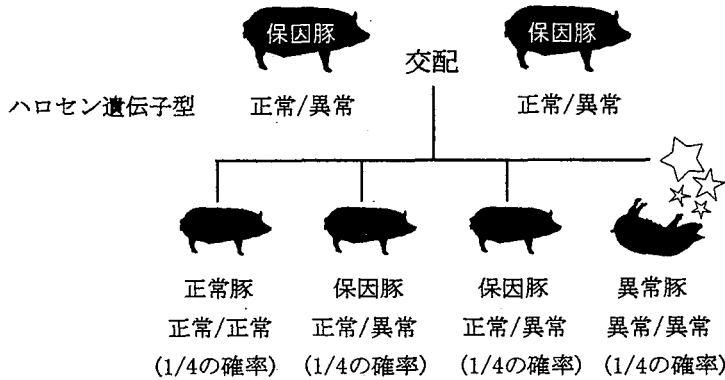 保因豚
保因豚
交配
ハロセン遺伝子型
正常/異常
正常/異常
正常豚
保因豚
保因豚
異常豚
正常/正常
正常/異常
正常/異常
異常/異常
(1/4の確率)
(1/4の確率)
(1/4の確率)
(1/4の確率)